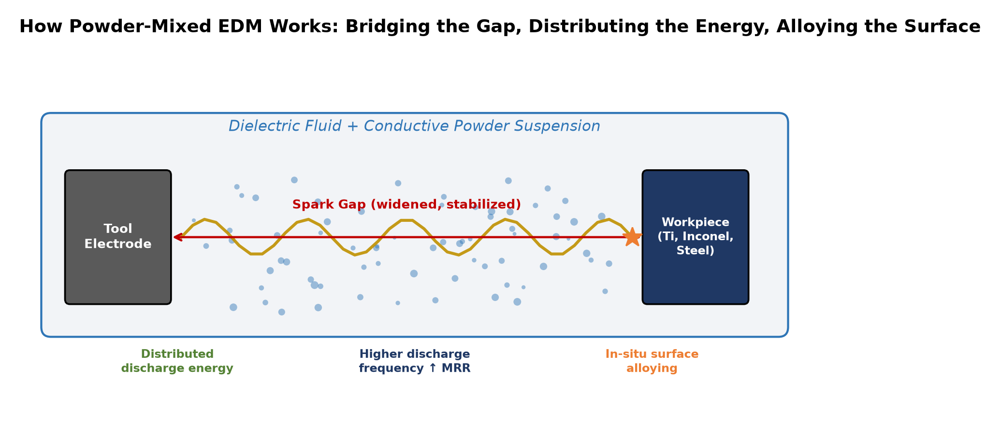 How Powder-Mixed EDM Works: Bridging the Gap, Distributing the Energy, Alloying the Surface
Dielectric Fluid + Conductive Powder Suspension
Spark Gap (widened, stabilized)
Tool
Electrode
Workpiece
(Ti, Inconel,
Steel)
Distributed
discharge energy
Higher discharge
frequency ↑ MRR
In-situ surface
alloying